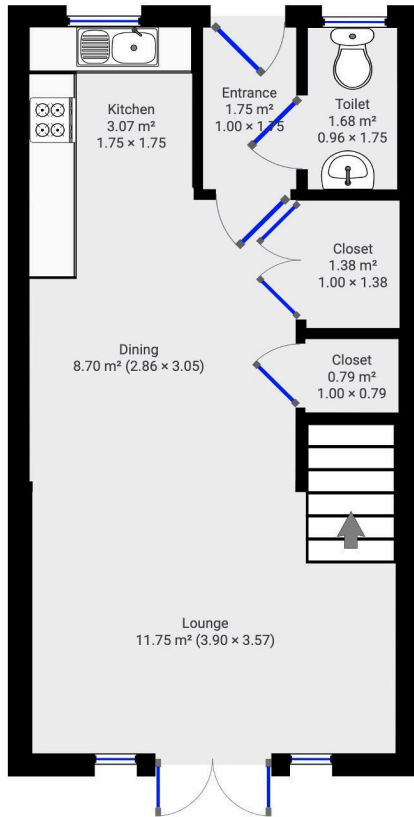 Kitchen
3.07 m²
1.75 × 1.75
Entrance
1.75 m²
1.00 × 1.75
Toilet
1.68 m²
0.96 × 1.75
Closet
1.38 m²
1.00 × 1.38
Dining
8.70 m² (2.86 × 3.05)
Closet
0.79 m²
1.00 × 0.79
Lounge
11.75 m² (3.90 × 3.57)